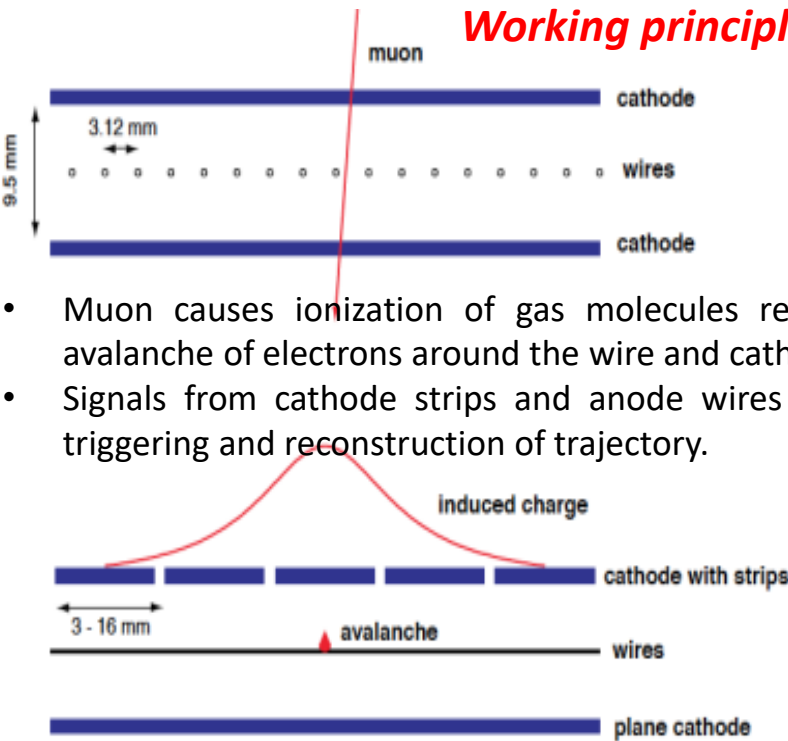 Working principl
muon
cathode
3.12 mm
9.5 mm
wires
cathode
• Muon causes ionization of gas molecules re
avalanche of electrons around the wire and cath
• Signals from cathode strips and anode wires
triggering and reconstruction of trajectory.
induced charge
cathode with strips
3 - 16 mm
avalanche
wires
plane cathode